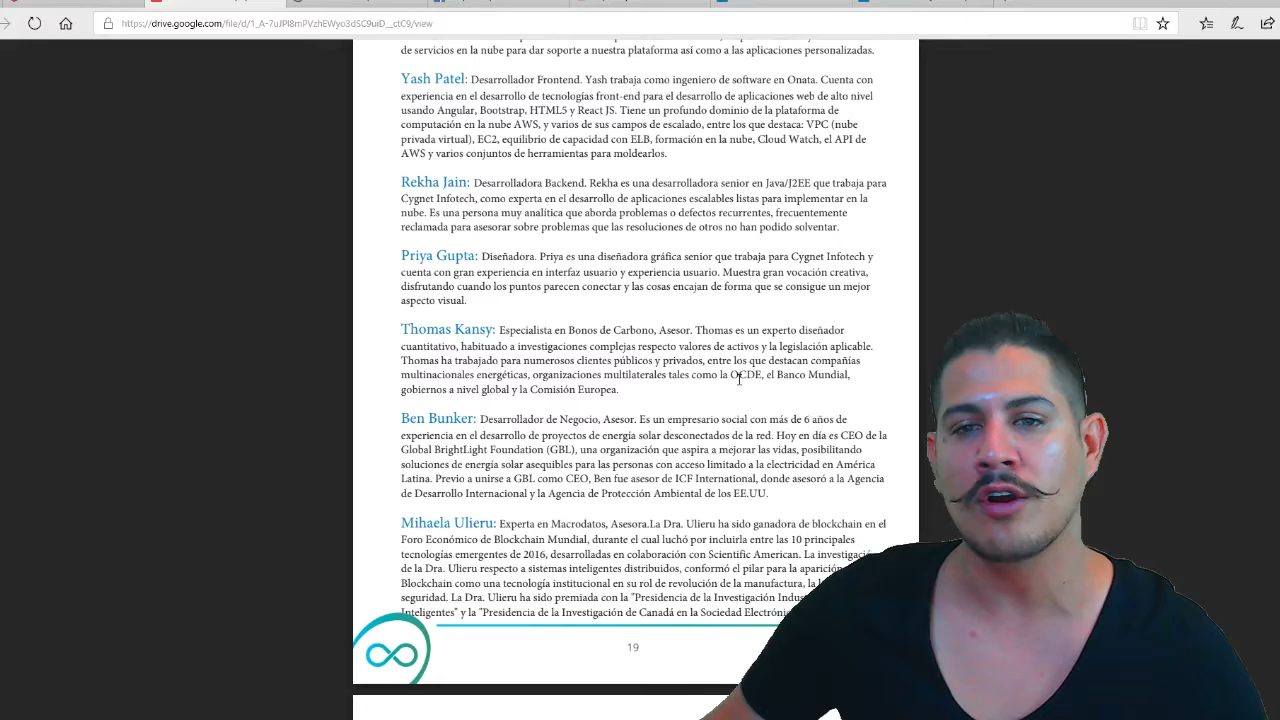 https://drive.google.com/file/d/1_A-7uJPl8mPVzhEWyo3dSC9uiD__ctC9/view
de servicios en la nube para dar soporte a nuestra plataforma así como a las aplicaciones personalizadas.
Yash Patel: Desarrollador Frontend. Yash trabaja como ingeniero de software en Onata. Cuenta con
experiencia en el desarrollo de tecnologías front-end para el desarrollo de aplicaciones web de alto nivel
usando Angular, Bootstrap, HTML5 y React JS. Tiene un profundo dominio de la plataforma de
computación en la nube AWS, y varios de sus campos de escalado, entre los que destaca: VPC (nube
privada virtual), EC2, equilibrio de capacidad con ELB, formación en la nube, Cloud Watch, el API de
AWS y varios conjuntos de herramientas para moldearlos.
Rekha Jain: Desarrolladora Backend. Rekha es una desarrolladora senior en Java/J2EE que trabaja para
Cygnet Infotech, como experta en el desarrollo de aplicaciones escalables listas para implementar en la
nube. Es una persona muy analítica que aborda problemas o defectos recurrentes, frecuentemente
reclamada para asesorar sobre problemas que las resoluciones de otros no han podido solventar.
Priya Gupta: Diseñadora. Priya es una diseñadora gráfica senior que trabaja para Cygnet Infotech y
cuenta con gran experiencia en interfaz usuario y experiencia usuario. Muestra gran vocación creativa,
disfrutando cuando los puntos parecen conectar y las cosas encajan de forma que se consigue un mejor
aspecto visual.
Thomas Kansy: Especialista en Bonos de Carbono, Asesor. Thomas es un experto diseñador
cuantitativo, habituado a investigaciones complejas respecto valores de activos y la legislación aplicable.
Thomas ha trabajado para numerosos clientes públicos y privados, entre los que destacan compañías
multinacionales energéticas, organizaciones multilaterales tales como la OCDE, el Banco Mundial,
gobiernos a nivel global y la Comisión Europea.
Ben Bunker: Desarrollador de Negocio, Asesor. Es un empresario social con más de 6 años de
experiencia en el desarrollo de proyectos de energía solar desconectados de la red. Hoy en día es CEO de la
Global BrightLight Foundation (GBL), una organización que aspira a mejorar las vidas, posibilitando
soluciones de energía solar asequibles para las personas con acceso limitado a la electricidad en América
Latina. Previo a unirse a GBL como CEO, Ben fue asesor de ICF International, donde asesoró a la Agencia
de Desarrollo Internacional y la Agencia de Protección Ambiental de los EE.UU.
Mihaela Ulieru: Experta en Macrodatos, Asesora.La Dra. Ulieru ha sido ganadora de blockchain en el
Foro Económico de Blockchain Mundial, durante el cual luchó por incluirla entre las 10 principales
tecnologías emergentes de 2016, desarrolladas en colaboración con Scientific American. La investigación
de la Dra. Ulieru respecto a sistemas inteligentes distribuidos, conformó el pilar para la aparición
Blockchain como una tecnología institucional en su rol de revolución de la manufactura, la
seguridad. La Dra. Ulieru ha sido premiada con la "Presidencia de la Investigación
Inteligentes" y la "Presidencia de la Investigación de Canadá en la Sociedad
19